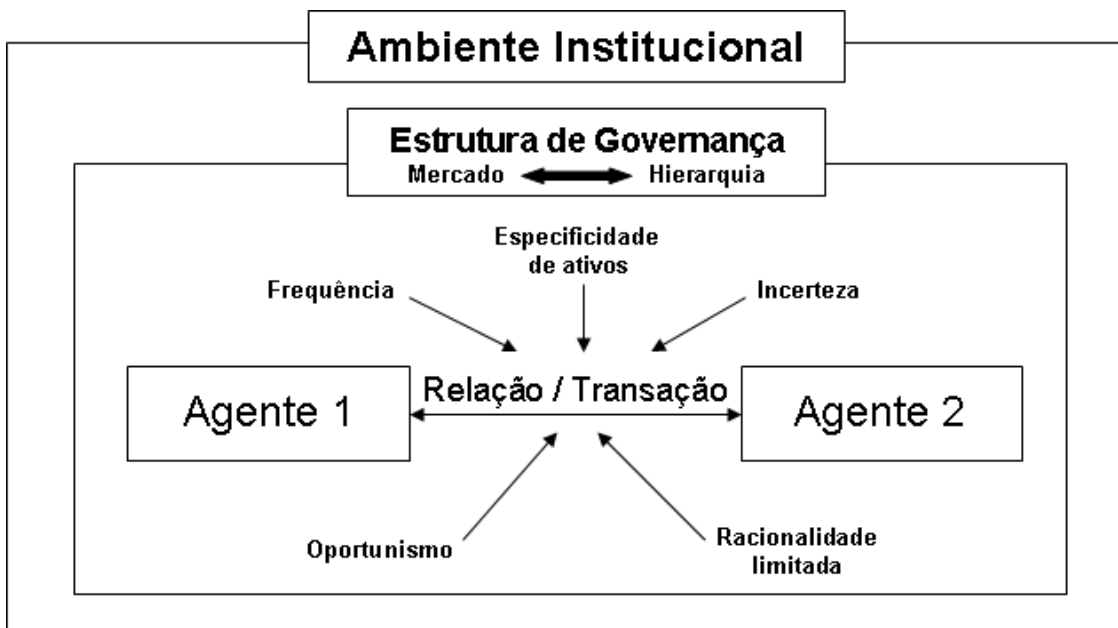 Ambiente Institucional
Estrutura de Governança
Mercado Hierarquia
Especificidade
de ativos
Frequência
Incerteza
Agente 1
Relação / Transação
Agente 2
Oportunismo
Racionalidade
limitada